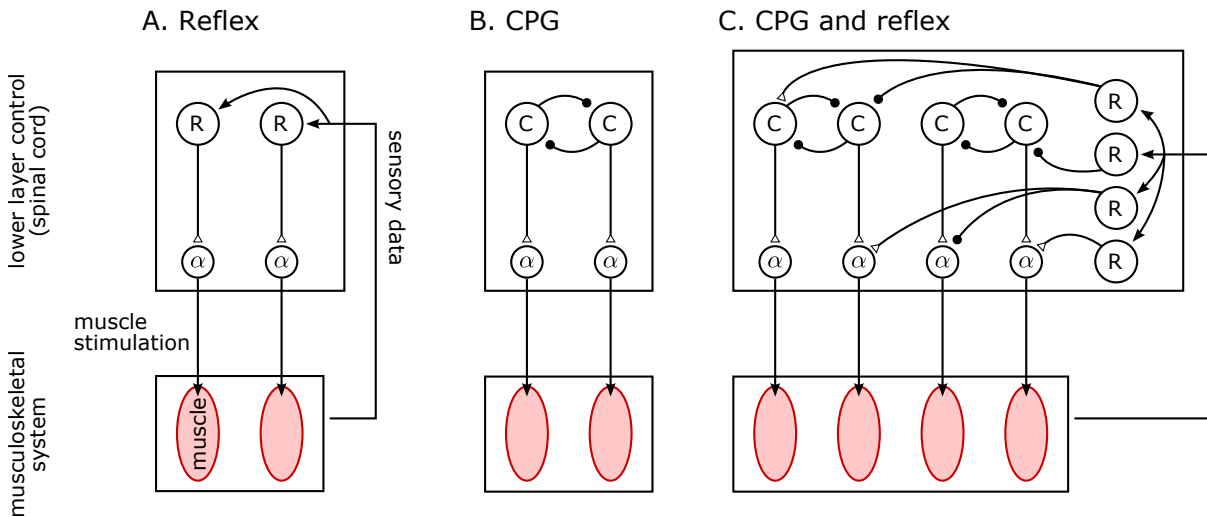 A. Reflex
B. CPG
C. CPG and reflex
lower layer control
(spinal cord)
R
R
C
C
C
C
C
C
R
R
R
R
sensory data
α
α
α
α
α
α
α
α
muscle
stimulation
musculoskeletal
system
muscle